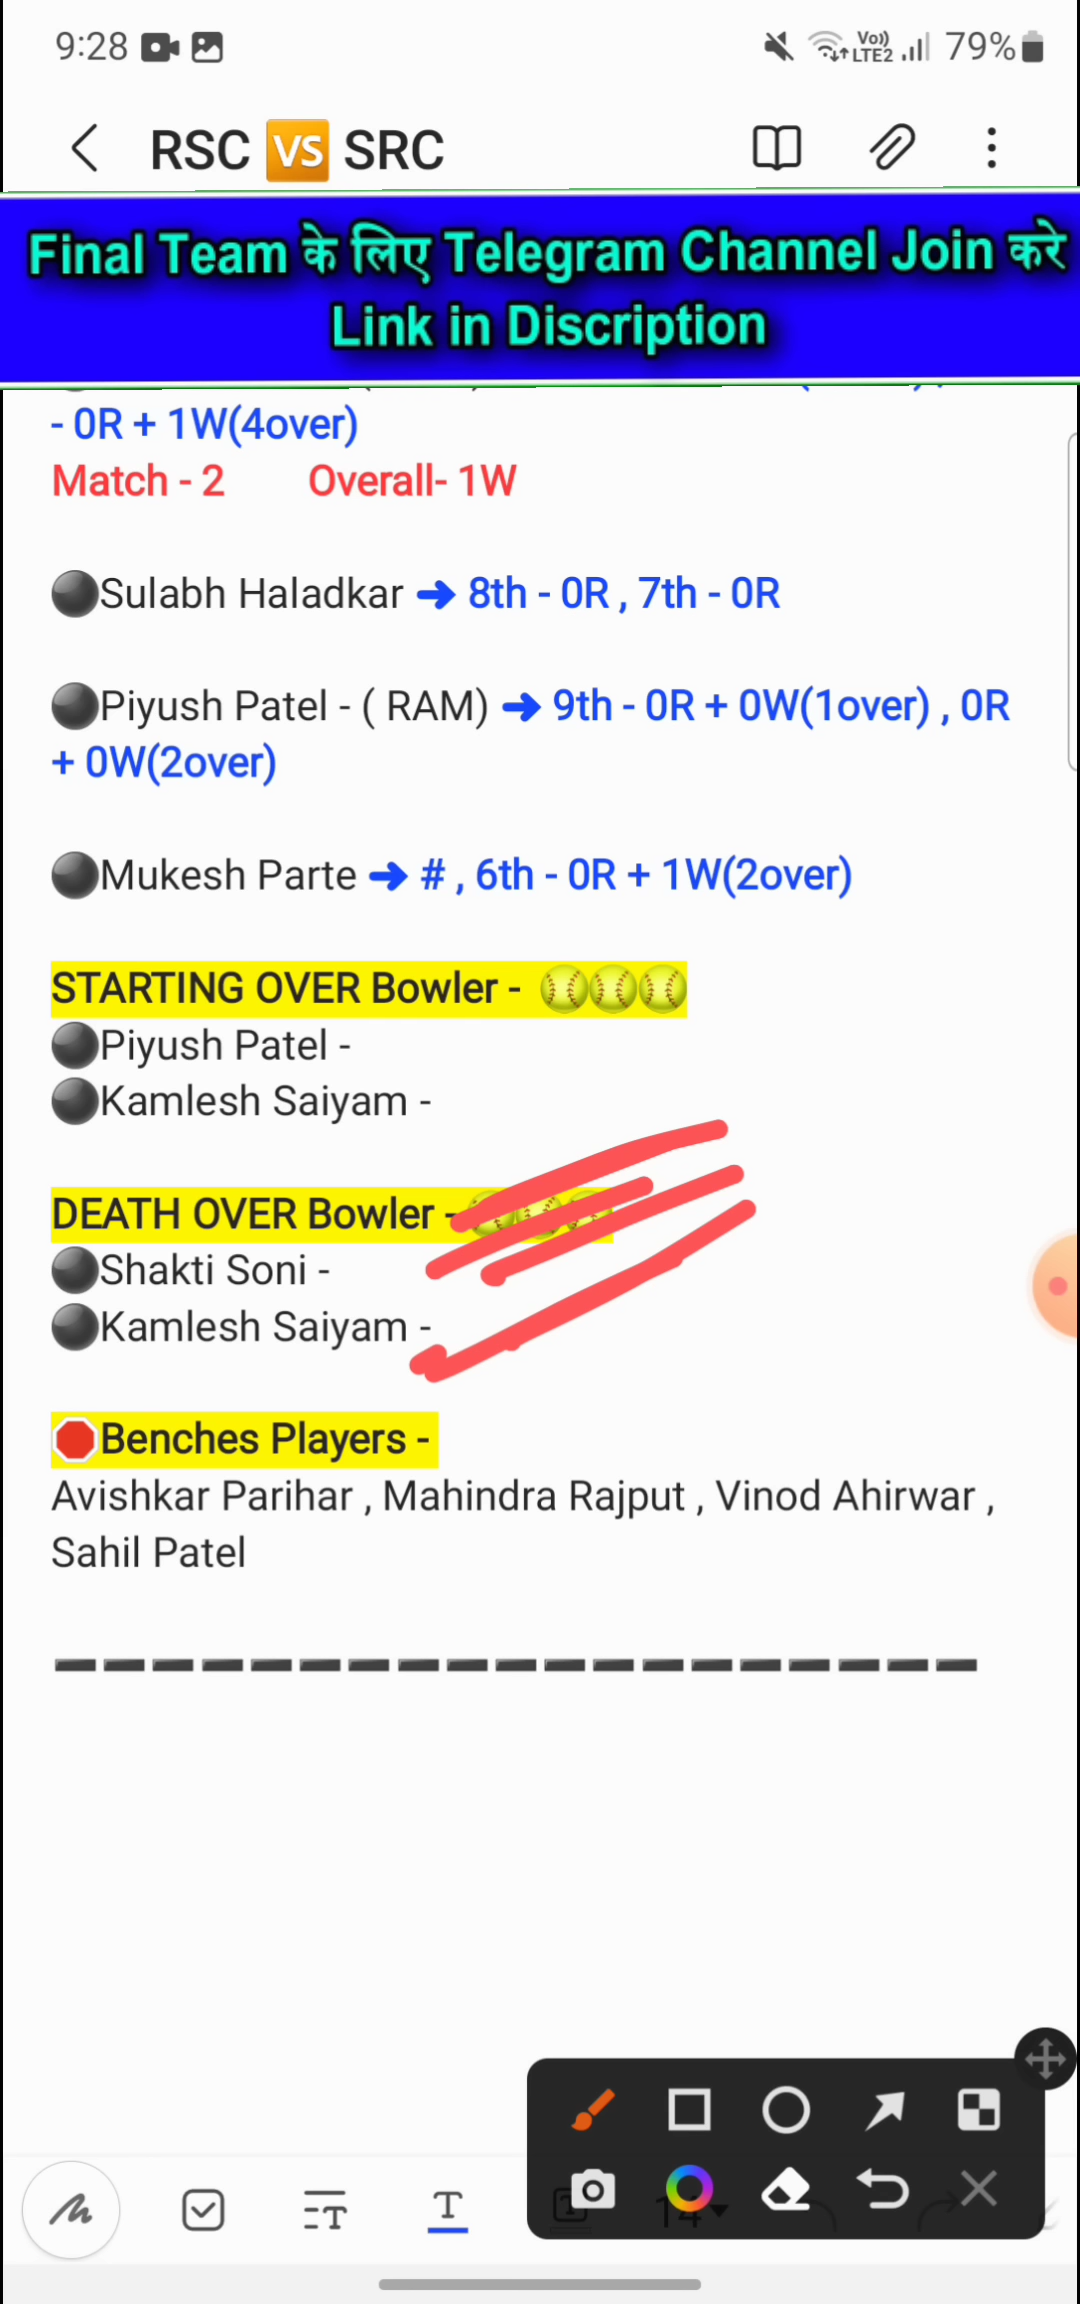 9:28 Vo)) LTE2 79%
RSC VS SRC
Final Team के लिए Telegram Channel Join करे
Link in Discription
- 0R + 1W(4over)
Match - 2 Overall- 1W
Sulabh Haladkar → 8th - 0R , 7th - 0R
Piyush Patel - ( RAM) → 9th - 0R + 0W(1over) , 0R
+ 0W(2over)
Mukesh Parte → # , 6th - 0R + 1W(2over)
STARTING OVER Bowler -
Piyush Patel -
Kamlesh Saiyam -
DEATH OVER Bowler -
Shakti Soni -
Kamlesh Saiyam -
Benches Players -
Avishkar Parihar , Mahindra Rajput , Vinod Ahirwar ,
Sahil Patel
14